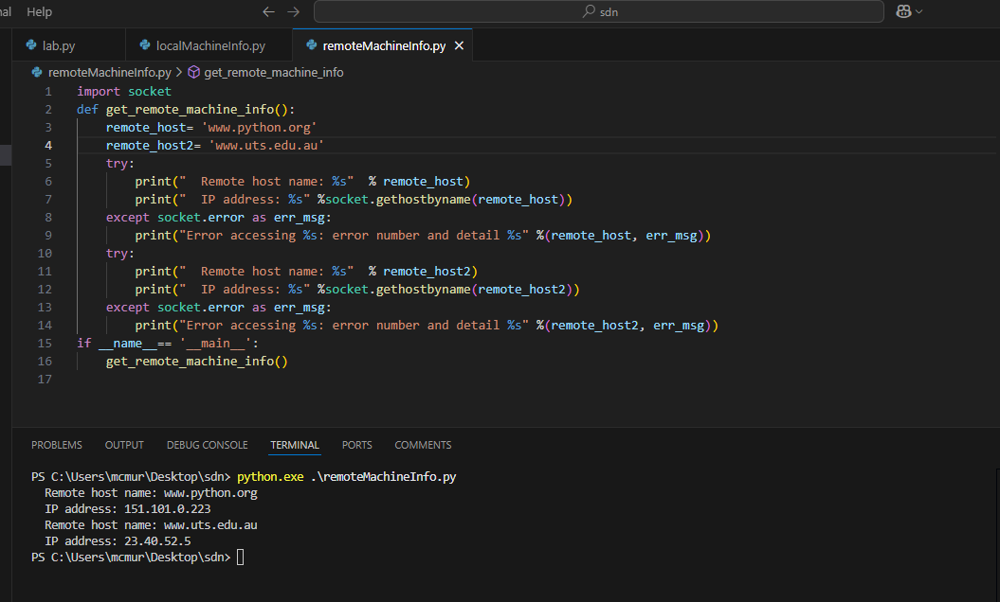 nal Help
sdn
lab.py
localMachineInfo.py
remoteMachineInfo.py
remoteMachineInfo.py > get_remote_machine_info
1 import socket
2 def get_remote_machine_info():
3     remote_host= 'www.python.org'
4     remote_host2= 'www.uts.edu.au'
5     try:
6         print("  Remote host name: %s"  % remote_host)
7         print("  IP address: %s" %socket.gethostbyname(remote_host))
8     except socket.error as err_msg:
9         print("Error accessing %s: error number and detail %s" %(remote_host, err_msg))
10     try:
11         print("  Remote host name: %s"  % remote_host2)
12         print("  IP address: %s" %socket.gethostbyname(remote_host2))
13     except socket.error as err_msg:
14         print("Error accessing %s: error number and detail %s" %(remote_host2, err_msg))
15 if __name__== '__main__':
16     get_remote_machine_info()
17
PROBLEMS OUTPUT DEBUG CONSOLE TERMINAL PORTS COMMENTS
PS C:\Users\mcmur\Desktop\sdn> python.exe .\remoteMachineInfo.py
  Remote host name: www.python.org
  IP address: 151.101.0.223
  Remote host name: www.uts.edu.au
  IP address: 23.40.52.5
PS C:\Users\mcmur\Desktop\sdn>